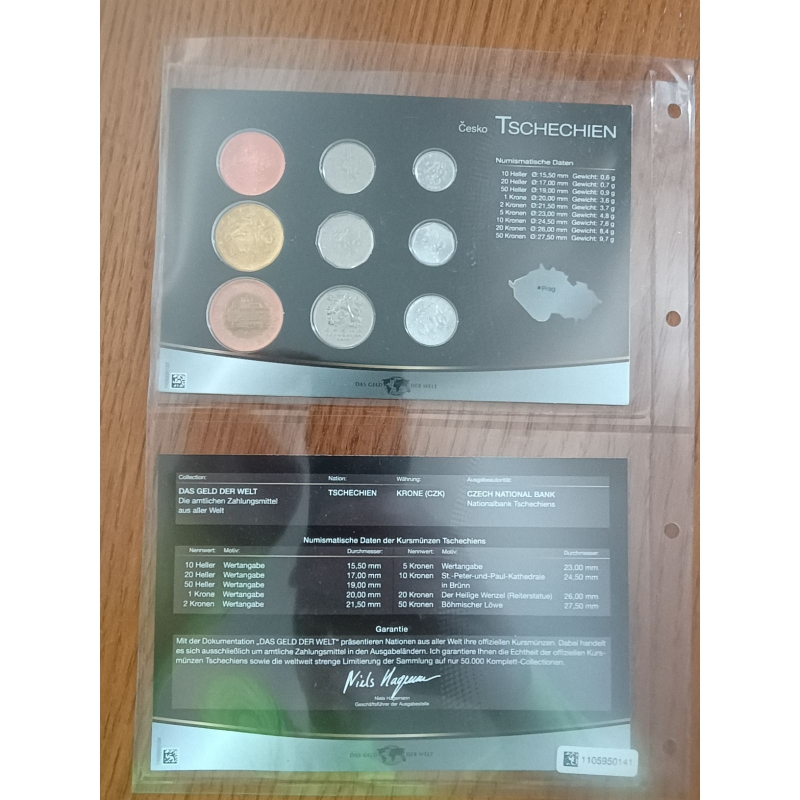 Česko TSCHECHIEN
Numismatische Daten
10 Heller Ø:15,50 mm Gewicht: 0,6 g
20 Heller Ø:17,00 mm Gewicht: 0,7 g
50 Heller Ø:19,00 mm Gewicht: 0,9 g
1 Krone Ø:20,00 mm Gewicht: 3,6 g
2 Kronen Ø:21,50 mm Gewicht: 3,7 g
5 Kronen Ø:23,00 mm Gewicht: 4,8 g
10 Kronen Ø:24,50 mm Gewicht: 7,6 g
20 Kronen Ø:26,00 mm Gewicht: 8,4 g
50 Kronen Ø:27,50 mm Gewicht: 9,7 g
Prag
DAS GELD DER WELT
Collection: Nation: Währung: Ausgabeautorität:
DAS GELD DER WELT TSCHECHIEN KRONE (CZK) CZECH NATIONAL BANK
Die amtlichen Zahlungsmittel Nationalbank Tschechiens
aus aller Welt
Numismatische Daten der Kursmünzen Tschechiens
Nennwert: Motiv: Durchmesser: Nennwert: Motiv: Durchmesser:
10 Heller Wertangabe 15,50 mm 5 Kronen Wertangabe 23,00 mm
20 Heller Wertangabe 17,00 mm 10 Kronen St.-Peter-und-Paul-Kathedrale 24,50 mm
50 Heller Wertangabe 19,00 mm in Brünn
1 Krone Wertangabe 20,00 mm 20 Kronen Der Heilige Wenzel (Reiterstatue) 26,00 mm
2 Kronen Wertangabe 21,50 mm 50 Kronen Böhmischer Löwe 27,50 mm
Garantie
Mit der Dokumentation „DAS GELD DER WELT" präsentieren Nationen aus aller Welt ihre offiziellen Kursmünzen. Dabei handelt
es sich ausschließlich um amtliche Zahlungsmittel in den Ausgabeländern. Ich garantiere Ihnen die Echtheit der offiziellen Kurs-
münzen Tschechiens sowie die weltweit strenge Limitierung der Sammlung auf nur 50.000 Komplett-Collectionen.
Niels Hagemann
Niels Hagemann
Geschäftsführer der Ausgabestelle
DAS GELD DER WELT
1105950141